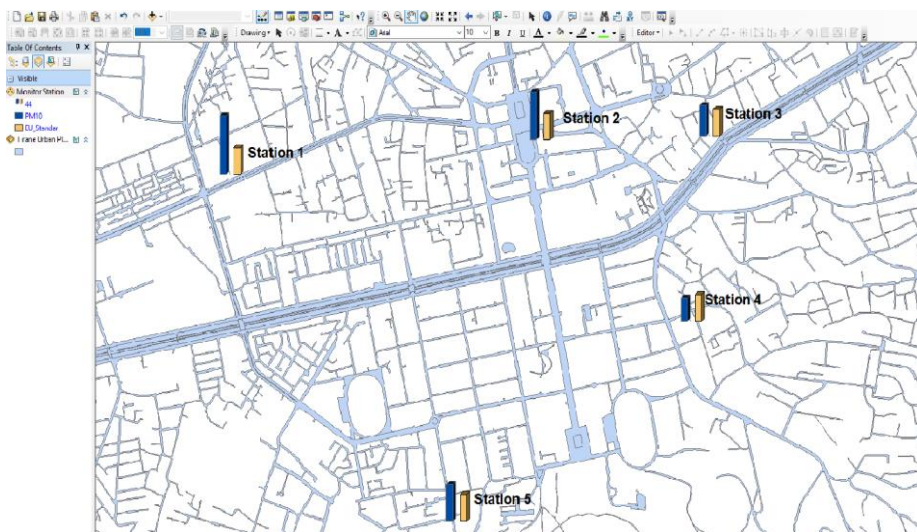 Drawing
Arial
10
B I U A
Editor
Table Of Contents
Visible
Monitor Station
44
PM10
EU_Stender
Station 1
Station 2
Station 3
Station 4
Station 5